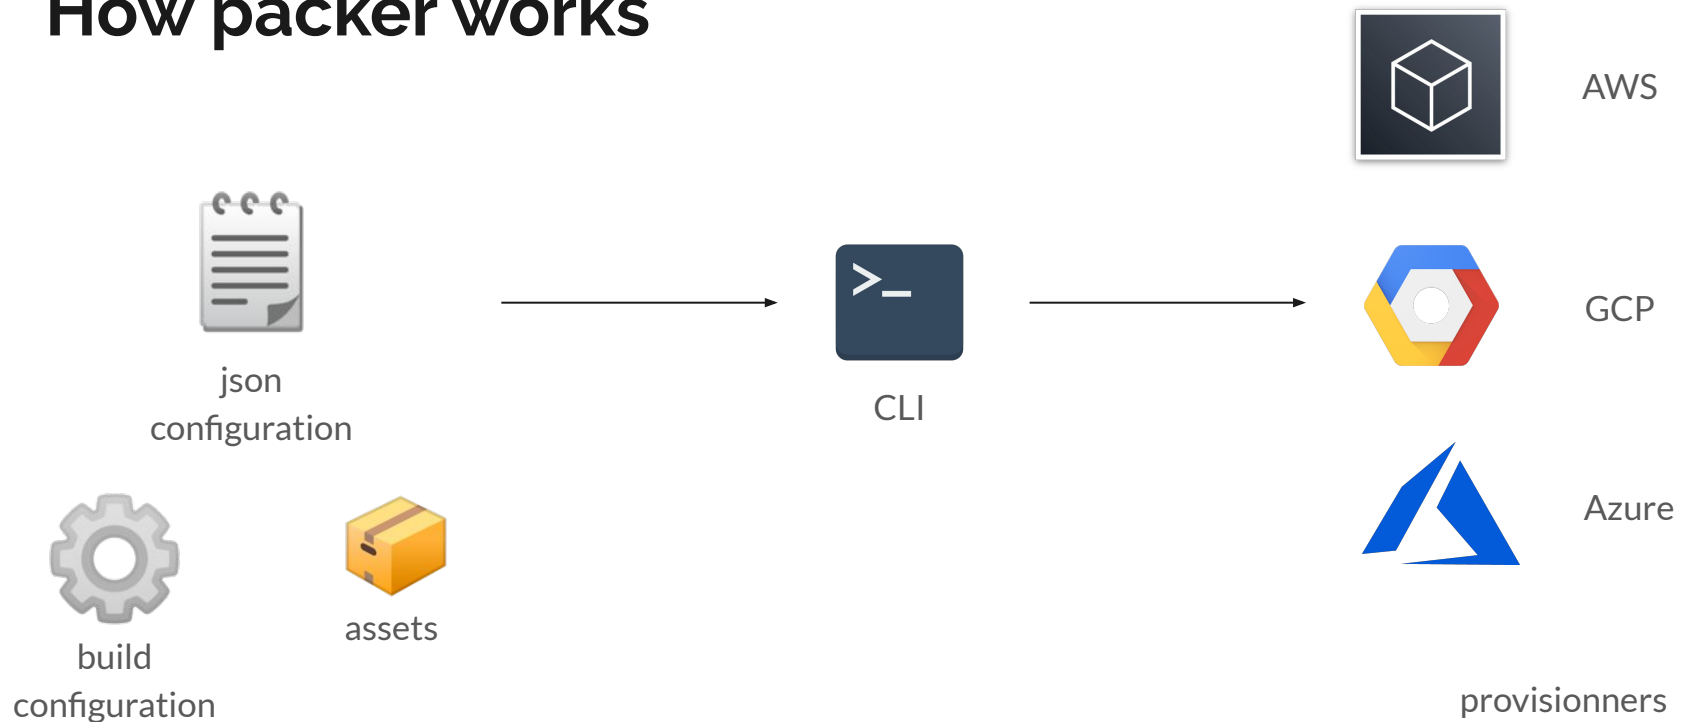 How packer works
AWS
json
configuration
>_
CLI
GCP
Azure
build
configuration
assets
provisionners